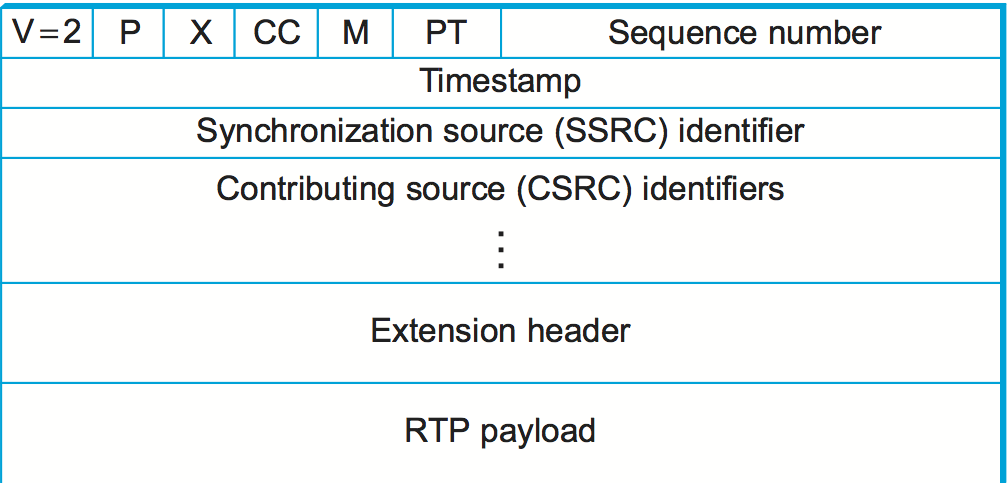 V=2 P X CC M PT Sequence number
Timestamp
Synchronization source (SSRC) identifier
Contributing source (CSRC) identifiers
⋮
Extension header
RTP payload